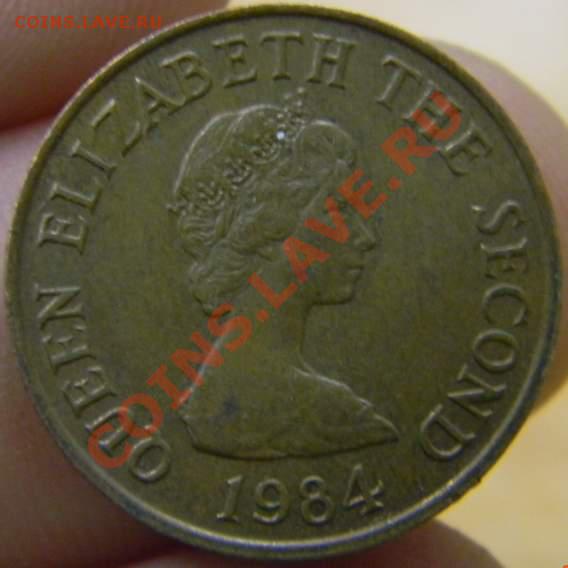 COINS.LAVE.RU
QUEEN ELIZABETH THE SECOND
1984
COINS.LAVE.RU